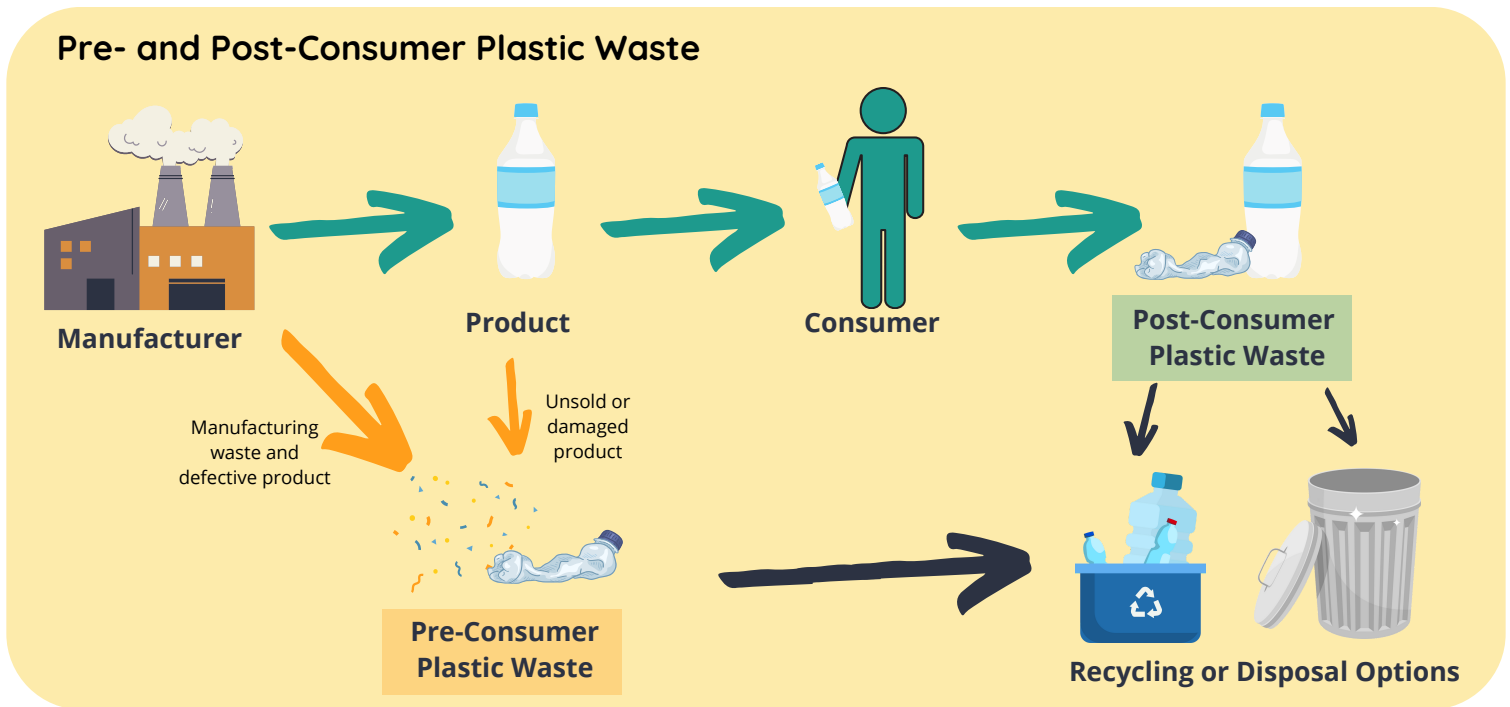 Pre- and Post-Consumer Plastic Waste
Manufacturer
Product
Consumer
Post-Consumer
Plastic Waste
Manufacturing
waste and
defective product
Unsold or
damaged
product
Pre-Consumer
Plastic Waste
Recycling or Disposal Options